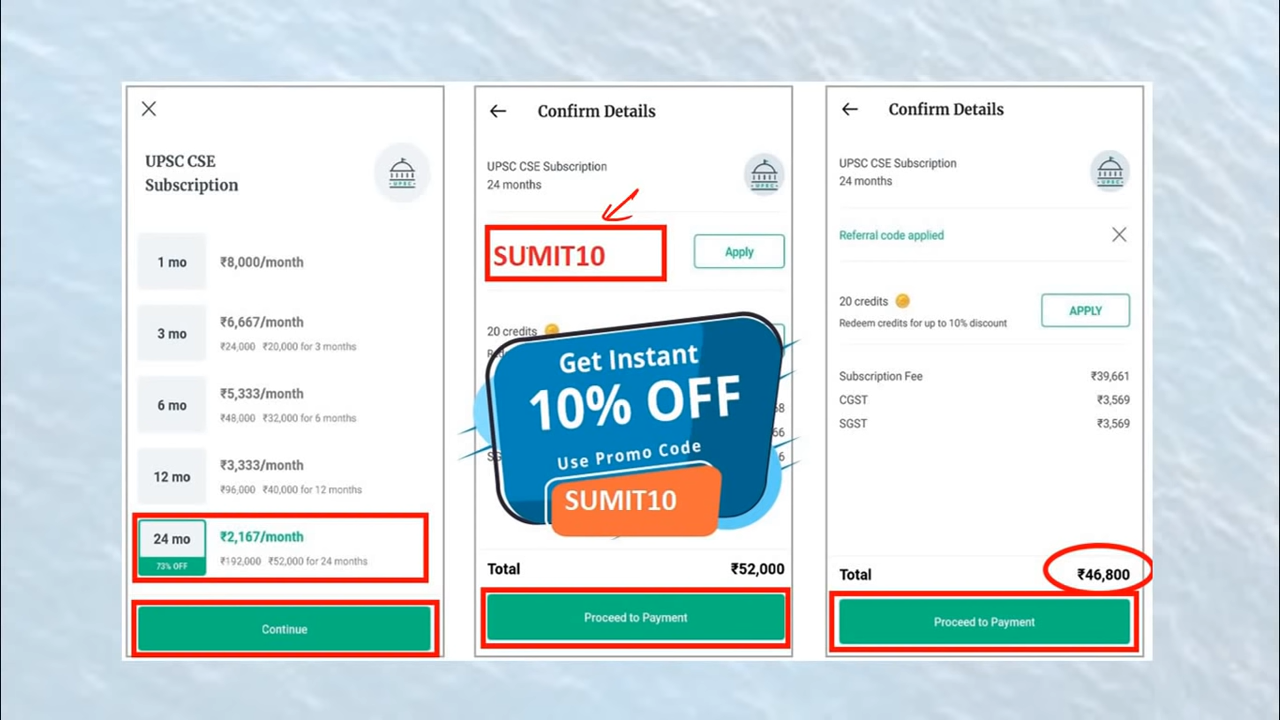 UPSC CSE
Subscription
UPSC
1 mo
₹8,000/month
3 mo
₹6,667/month
₹24,000 ₹20,000 for 3 months
6 mo
₹5,333/month
₹48,000 ₹32,000 for 6 months
12 mo
₹3,333/month
₹96,000 ₹40,000 for 12 months
24 mo
73% OFF
₹2,167/month
₹192,000 ₹52,000 for 24 months
Continue
Confirm Details
UPSC CSE Subscription
24 months
UPSC
SUMIT10
Apply
20 credits
Get Instant
10% OFF
Use Promo Code
SUMIT10
Total ₹52,000
Proceed to Payment
Confirm Details
UPSC CSE Subscription
24 months
UPSC
Referral code applied
20 credits
Redeem credits for up to 10% discount
APPLY
Subscription Fee ₹39,661
CGST ₹3,569
SGST ₹3,569
Total ₹46,800
Proceed to Payment